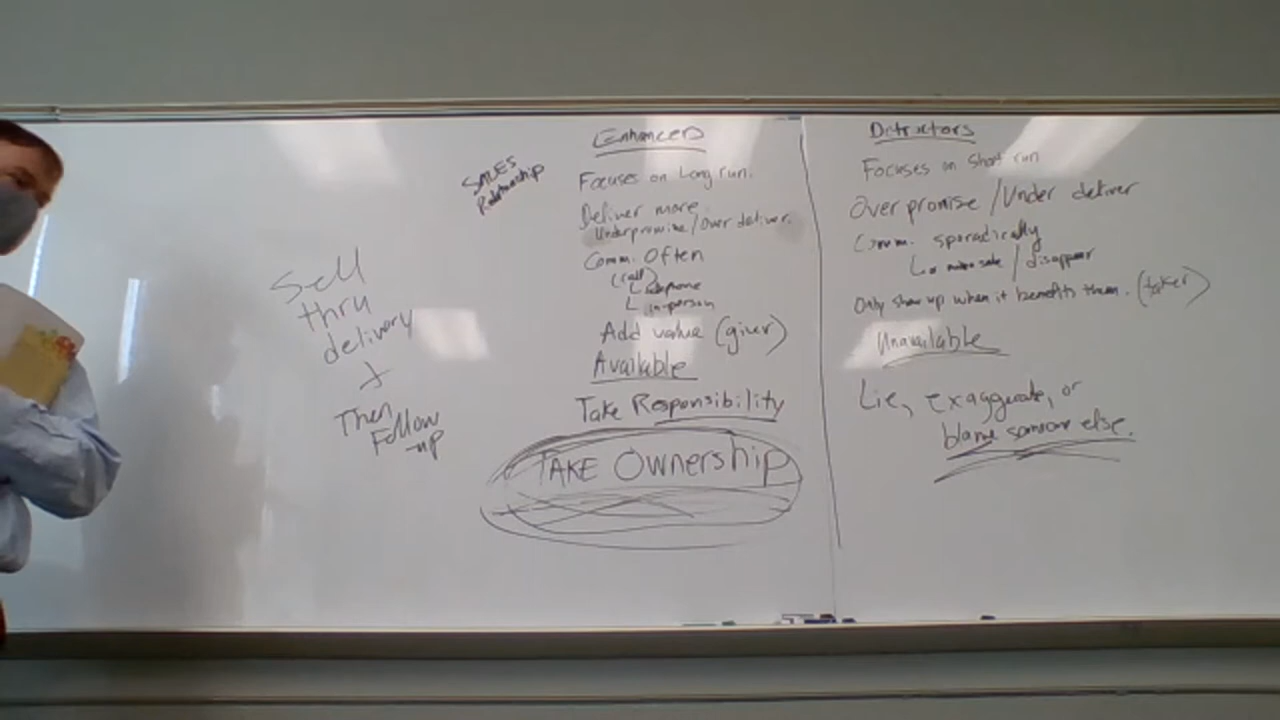 SALES
Relationship
Sell
thru
delivery
+
Then
Follow
-up
Enhancers
Focuses on Long run.
Deliver more
Underpromise/Over deliver.
Comm. Often
(call)
in-person
Add value (giver)
Available
Take Responsibility
TAKE Ownership
Ditractors
Focuses on Short run
Over promise / Under deliver
Comm. sporadically
sale / disappear
Only show up when it benefits them. (taker)
Unavailable
Lie, exaggerate, or
blame someone else.